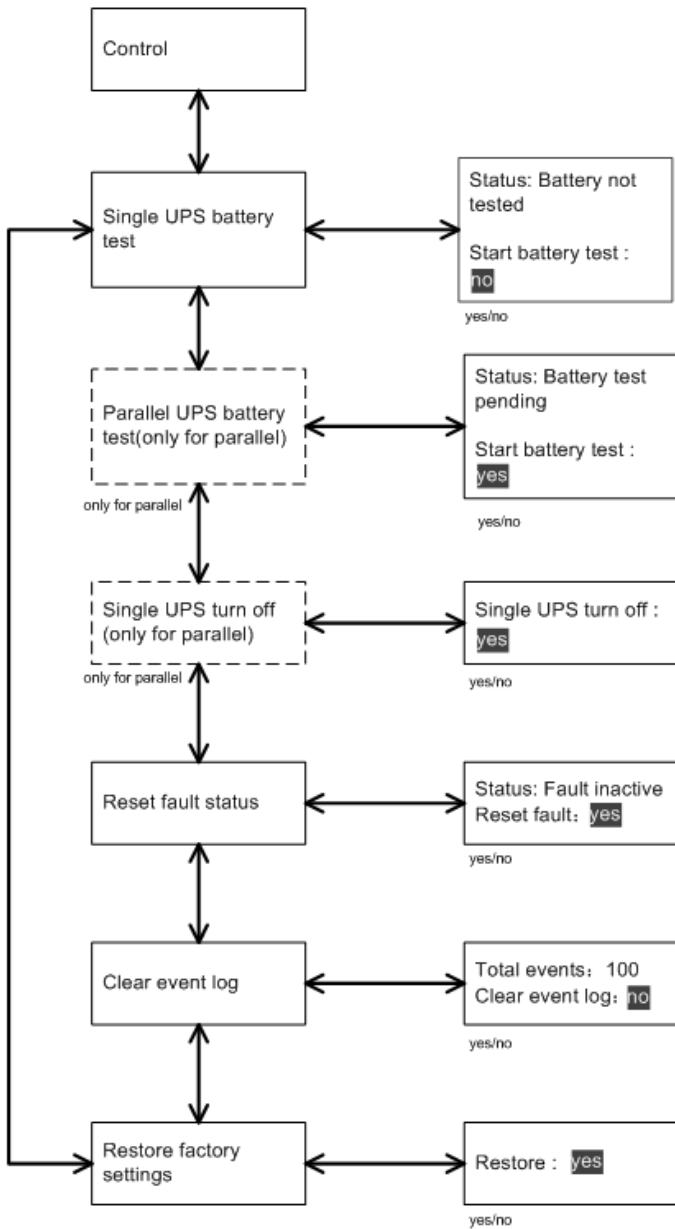 Control
Single UPS battery
test
Status: Battery not
tested
Start battery test :
no
yes/no
Parallel UPS battery
test(only for parallel)
only for parallel
Status: Battery test
pending
Start battery test :
yes
yes/no
Single UPS turn off
(only for parallel)
only for parallel
Single UPS turn off :
yes
yes/no
Reset fault status
Status: Fault inactive
Reset fault：yes
yes/no
Clear event log
Total events：100
Clear event log：no
yes/no
Restore factory
settings
Restore : yes
yes/no